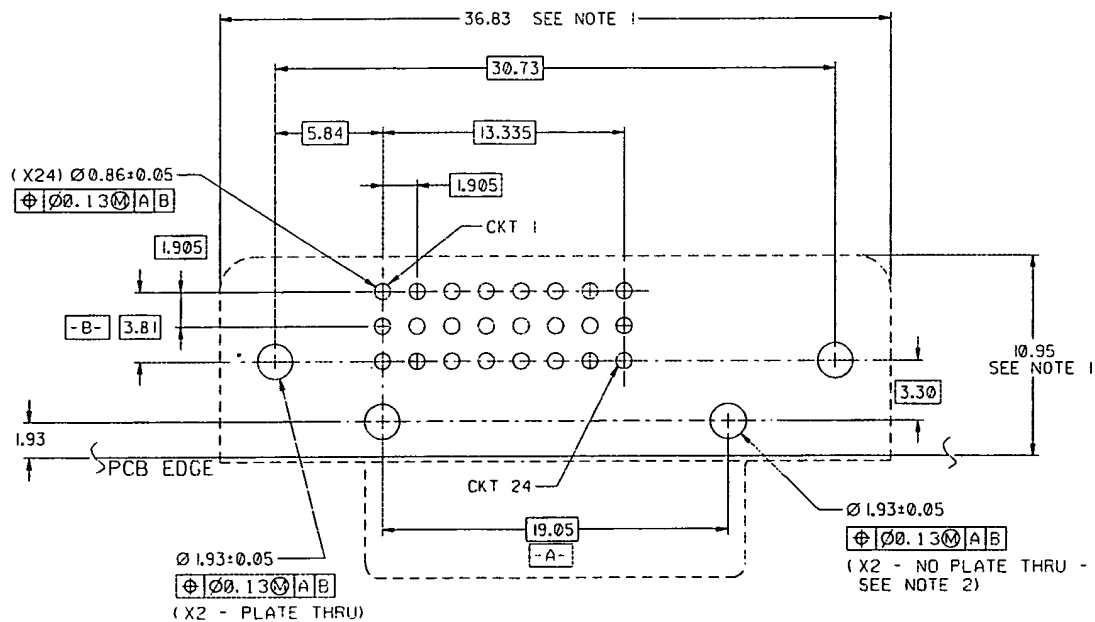 36.83 SEE NOTE 1
30.73
5.84
13.335
(X24) Ø0.86±0.05
⌖ Ø0.13Ⓜ A B
1.905
CKT 1
1.905
-B- 3.81
10.95
SEE NOTE 1
3.30
1.93
PCB EDGE
CKT 24
19.05
-A-
Ø1.93±0.05
⌖ Ø0.13Ⓜ A B
(X2 - NO PLATE THRU -
SEE NOTE 2)
Ø1.93±0.05
⌖ Ø0.13Ⓜ A B
(X2 - PLATE THRU)